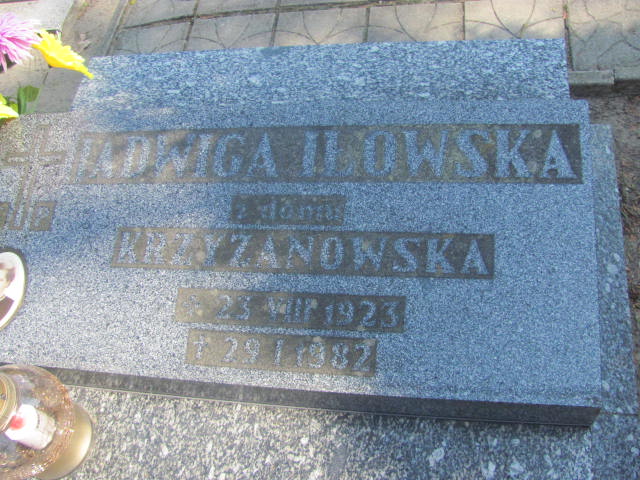 JADWIGA IŁOWSKA
z domu
KRZYŻANOWSKA
* 23 VIII 1923
† 29 I 1982